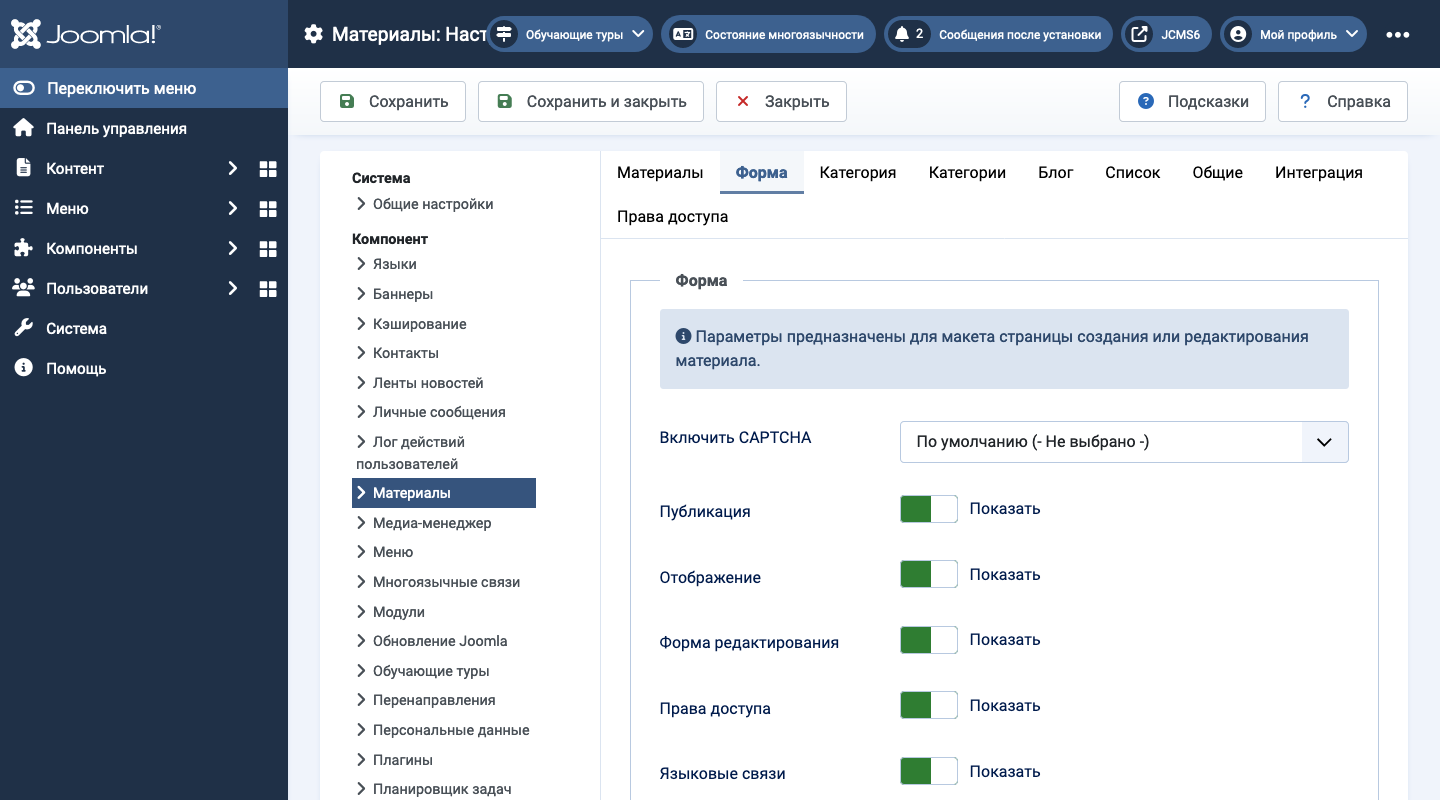 Joomla!
Материалы: Наст
Обучающие туры
Состояние многоязычности
2 Сообщения после установки
JCMS6
Мой профиль
Переключить меню
Панель управления
Контент
Меню
Компоненты
Пользователи
Система
Помощь
Сохранить
Сохранить и закрыть
Закрыть
Подсказки
? Справка
Система
Общие настройки
Компонент
Языки
Баннеры
Кэширование
Контакты
Ленты новостей
Личные сообщения
Лог действий
пользователей
Материалы
Медиа-менеджер
Меню
Многоязычные связи
Модули
Обновление Joomla
Обучающие туры
Перенаправления
Персональные данные
Плагины
Планировщик задач
Материалы Форма Категория Категории Блог Список Общие Интеграция
Права доступа
Форма
Параметры предназначены для макета страницы создания или редактирования
материала.
Включить CAPTCHA
По умолчанию (- Не выбрано -)
Публикация
Показать
Отображение
Показать
Форма редактирования
Показать
Права доступа
Показать
Языковые связи
Показать